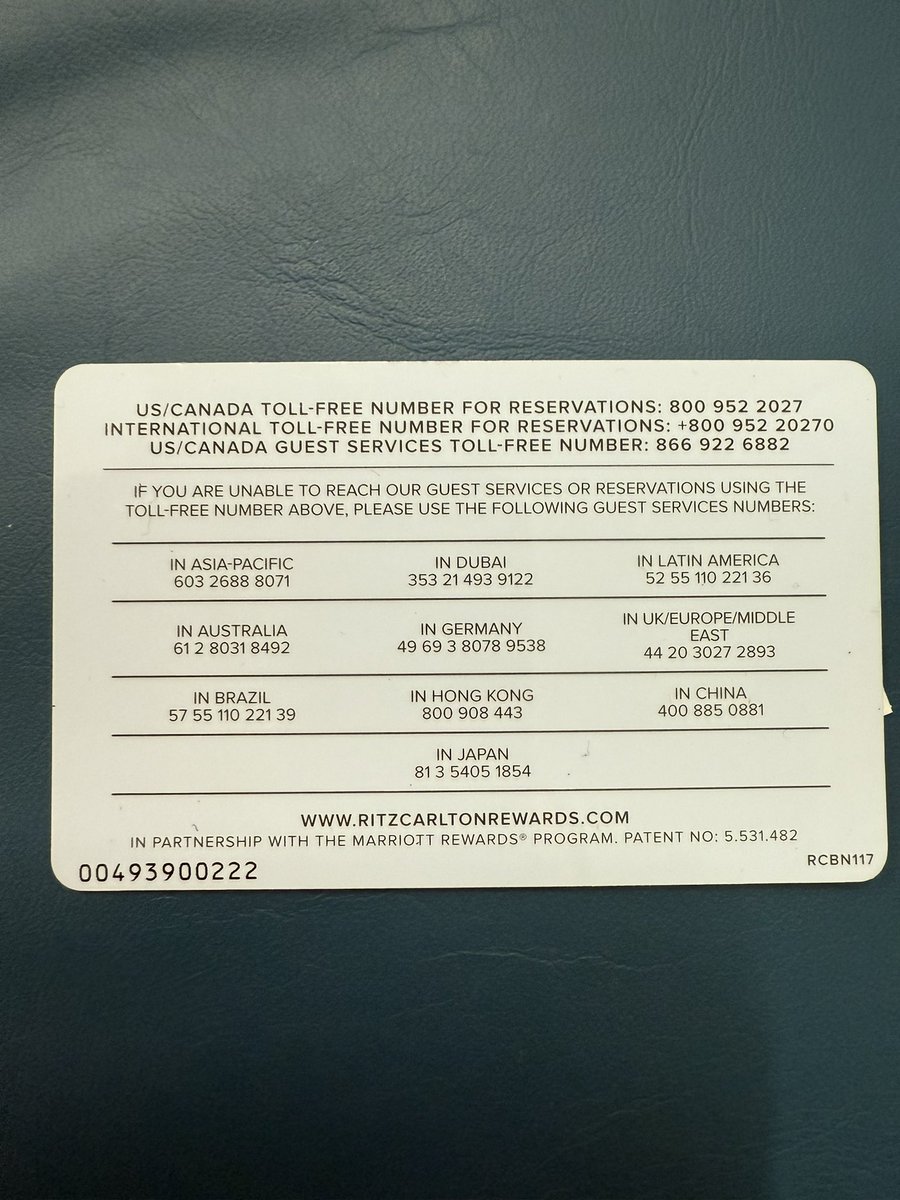 US/CANADA TOLL-FREE NUMBER FOR RESERVATIONS: 800 952 2027
INTERNATIONAL TOLL-FREE NUMBER FOR RESERVATIONS: +800 952 20270
US/CANADA GUEST SERVICES TOLL-FREE NUMBER: 866 922 6882
IF YOU ARE UNABLE TO REACH OUR GUEST SERVICES OR RESERVATIONS USING THE
TOLL-FREE NUMBER ABOVE, PLEASE USE THE FOLLOWING GUEST SERVICES NUMBERS:
IN ASIA-PACIFIC
603 2688 8071
IN DUBAI
353 21 493 9122
IN LATIN AMERICA
52 55 110 221 36
IN AUSTRALIA
61 2 8031 8492
IN GERMANY
49 69 3 8078 9538
IN UK/EUROPE/MIDDLE
EAST
44 20 3027 2893
IN BRAZIL
57 55 110 221 39
IN HONG KONG
800 908 443
IN CHINA
400 885 0881
IN JAPAN
81 3 5405 1854
WWW.RITZCARLTONREWARDS.COM
IN PARTNERSHIP WITH THE MARRIOTT REWARDS® PROGRAM. PATENT NO: 5.531.482
00493900222
RCBN117